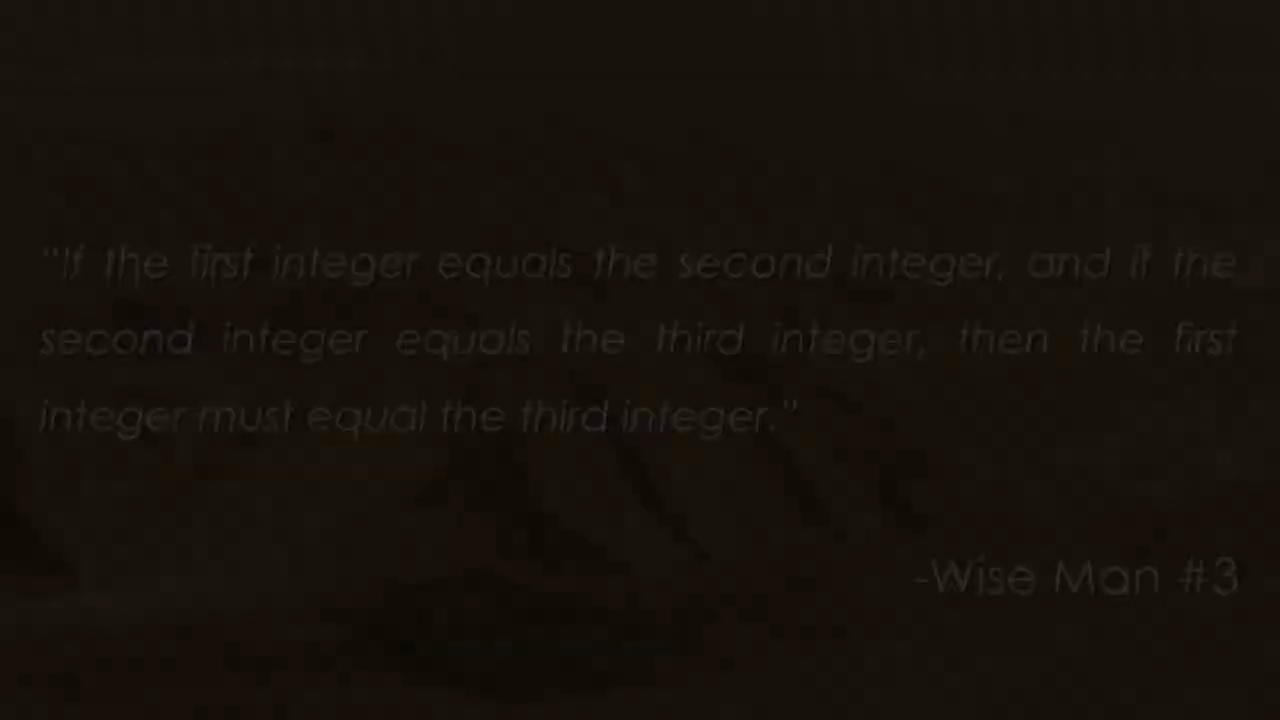 "If the first integer equals the second integer, and if the
second integer equals the third integer, then the first
integer must equal the third integer."
-Wise Man #3